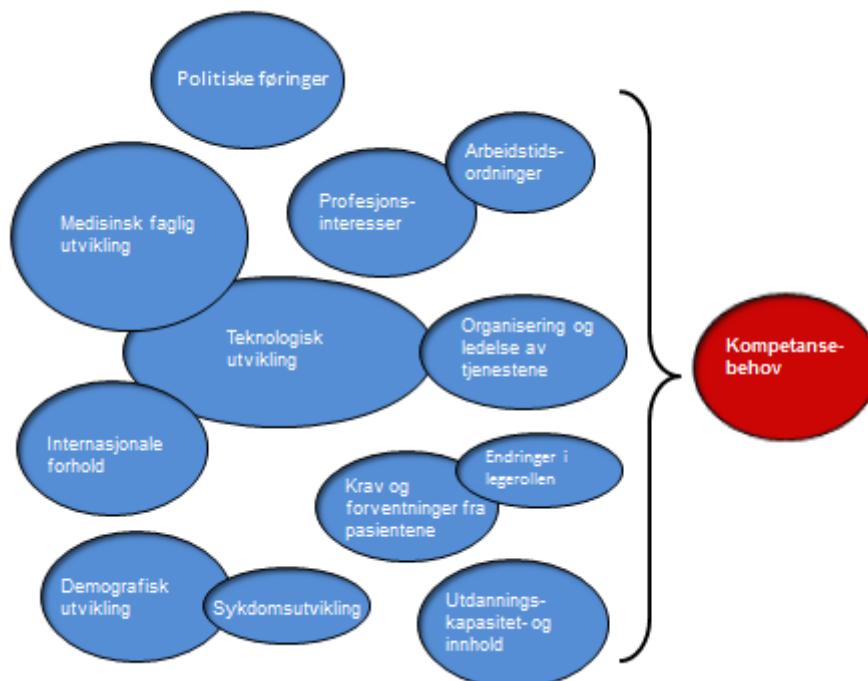 Politiske føringer
Arbeidstids-
ordninger
Profesjons-
interesser
Medisinsk faglig
utvikling
Teknologisk
utvikling
Organisering og
ledelse av
tjenestene
Kompetanse-
behov
Internasjonale
forhold
Endringer i
legerollen
Krav og
forventninger fra
pasientene
Demografisk
utvikling
Sykdomsutvikling
Utdannings-
kapasitet- og
innhold